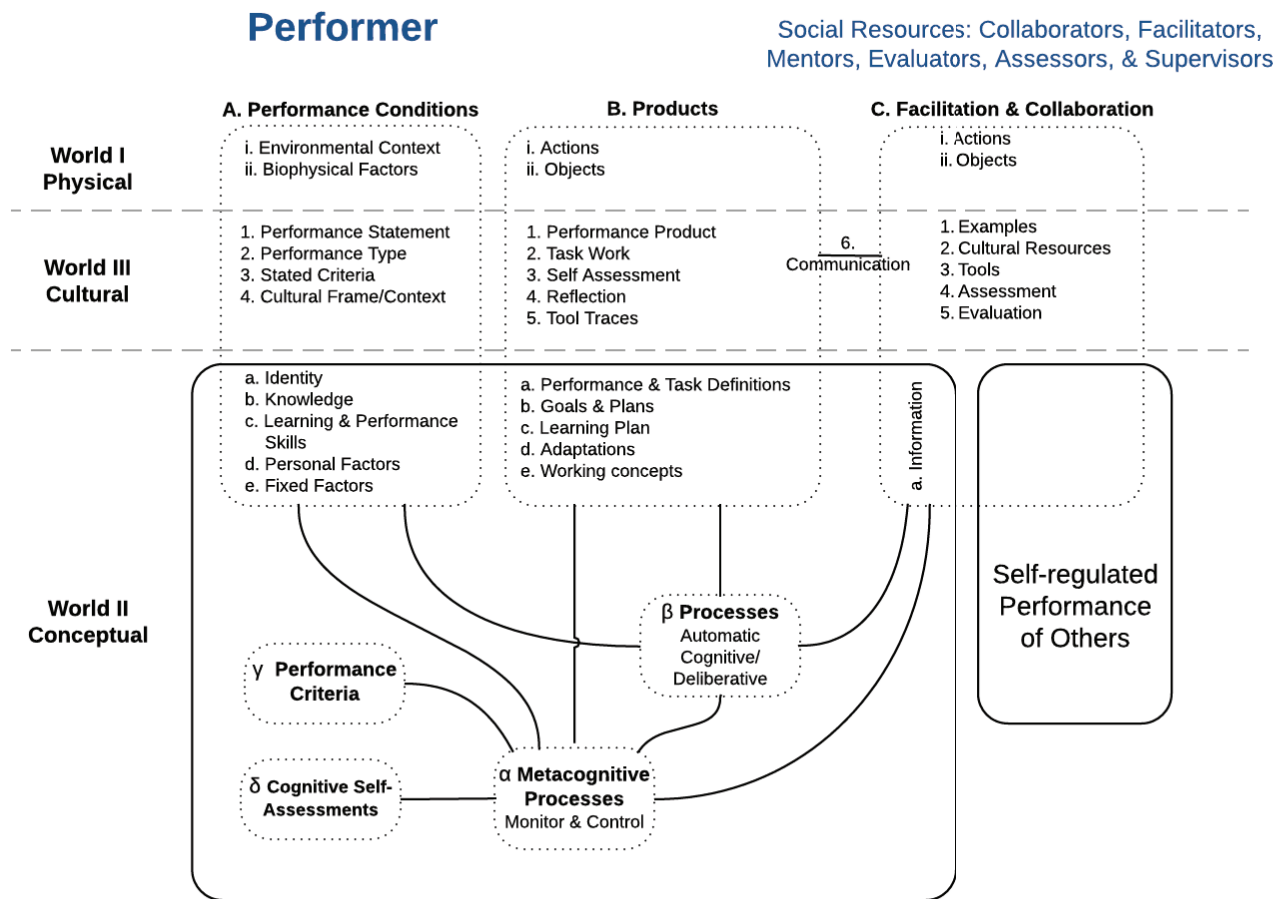 Performer
Social Resources: Collaborators, Facilitators,
Mentors, Evaluators, Assessors, & Supervisors
A. Performance Conditions
B. Products
C. Facilitation & Collaboration
World I
Physical
i. Environmental Context
ii. Biophysical Factors
i. Actions
ii. Objects
i. Actions
ii. Objects
World III
Cultural
1. Performance Statement
2. Performance Type
3. Stated Criteria
4. Cultural Frame/Context
1. Performance Product
2. Task Work
3. Self Assessment
4. Reflection
5. Tool Traces
6.
Communication
1. Examples
2. Cultural Resources
3. Tools
4. Assessment
5. Evaluation
World II
Conceptual
a. Identity
b. Knowledge
c. Learning & Performance
Skills
d. Personal Factors
e. Fixed Factors
a. Performance & Task Definitions
b. Goals & Plans
c. Learning Plan
d. Adaptations
e. Working concepts
a. Information
β Processes
Automatic
Cognitive/
Deliberative
γ Performance
Criteria
δ Cognitive Self-
Assessments
α Metacognitive
Processes
Monitor & Control
Self-regulated
Performance
of Others